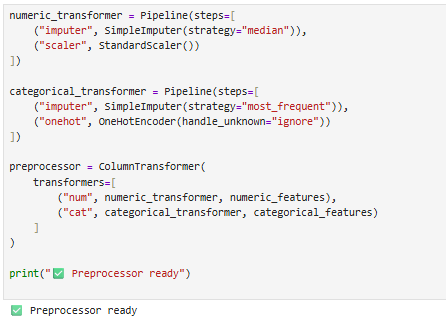 numeric_transformer = Pipeline(steps=[
    ("imputer", SimpleImputer(strategy="median")),
    ("scaler", StandardScaler())
])

categorical_transformer = Pipeline(steps=[
    ("imputer", SimpleImputer(strategy="most_frequent")),
    ("onehot", OneHotEncoder(handle_unknown="ignore"))
])

preprocessor = ColumnTransformer(
    transformers=[
        ("num", numeric_transformer, numeric_features),
        ("cat", categorical_transformer, categorical_features)
    ]
)

print("✅ Preprocessor ready")
✅ Preprocessor ready